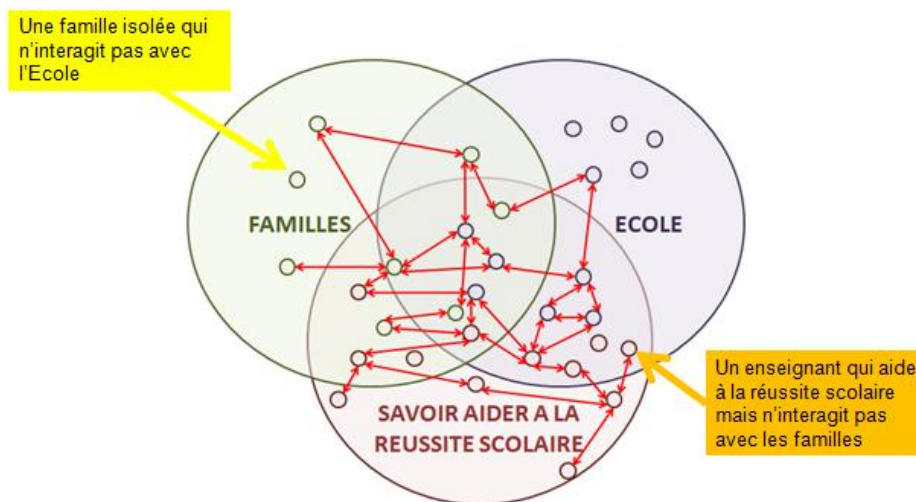 Une famille isolée qui
n'interagit pas avec
l'Ecole
FAMILLES
ECOLE
Un enseignant qui aide
à la réussite scolaire
mais n'interagit pas
avec les familles
SAVOIR AIDER A LA
REUSSITE SCOLAIRE